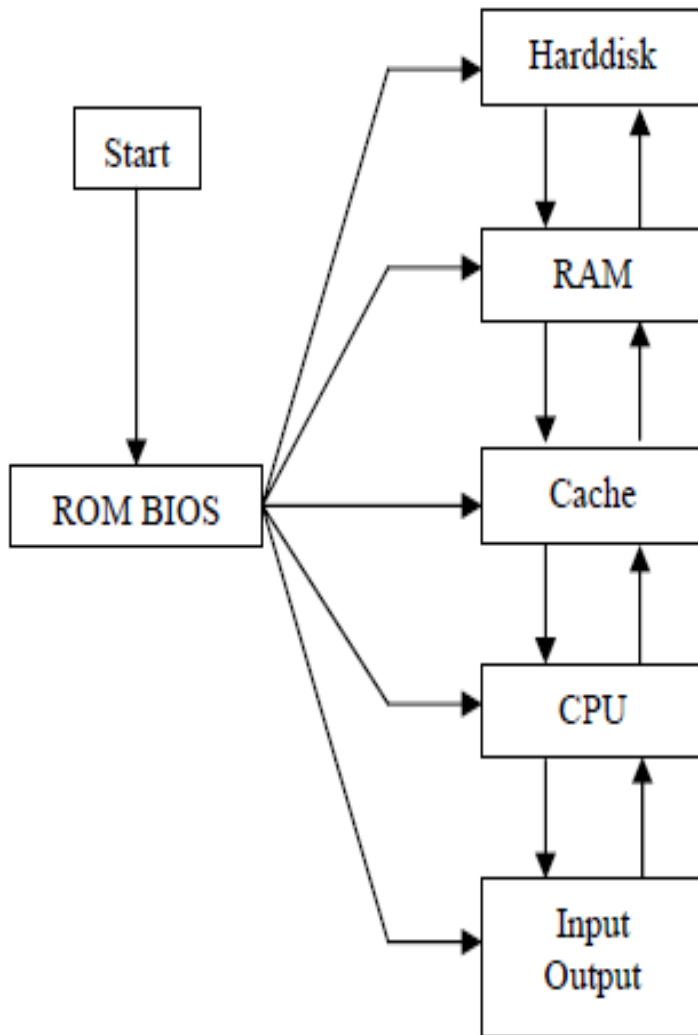 Harddisk
Start
RAM
ROM BIOS
Cache
CPU
Input
Output